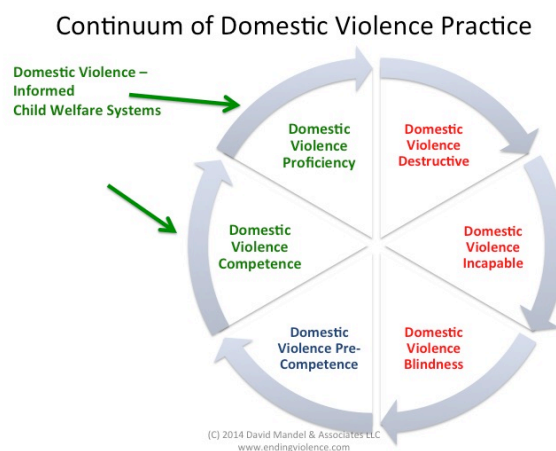 Continuum of Domestic Violence Practice
Domestic Violence –
Informed
Child Welfare Systems
Domestic
Violence
Proficiency
Domestic
Violence
Destructive
Domestic
Violence
Competence
Domestic
Violence
Incapable
Domestic
Violence Pre-
Competence
Domestic
Violence
Blindness
(C) 2014 David Mandel & Associates LLC
www.endingviolence.com